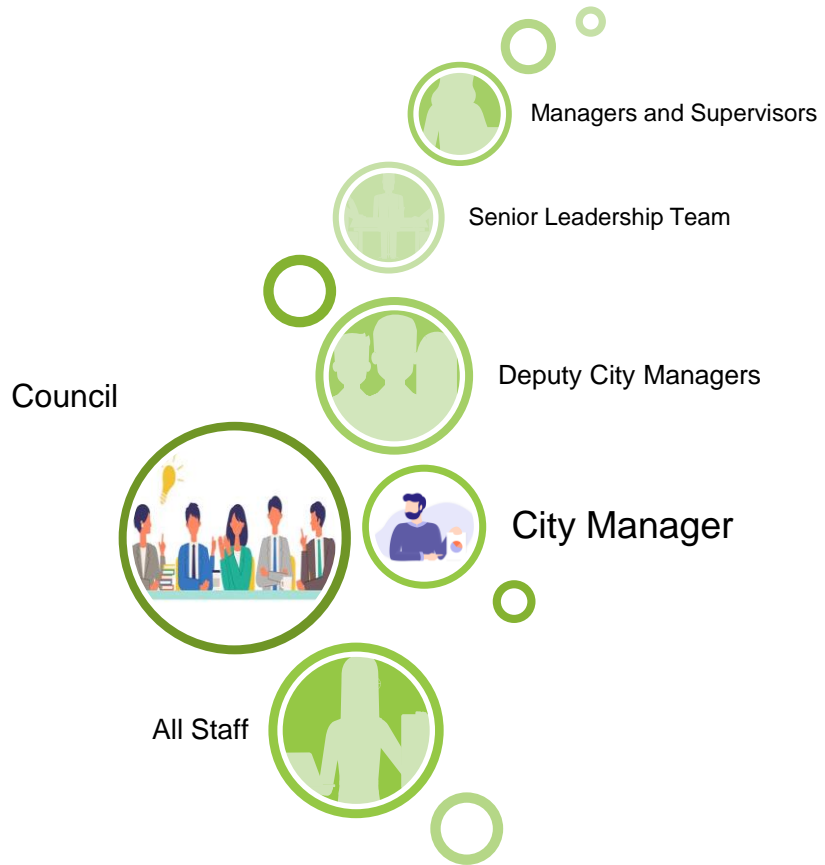 Managers and Supervisors
Senior Leadership Team
Deputy City Managers
Council
City Manager
All Staff